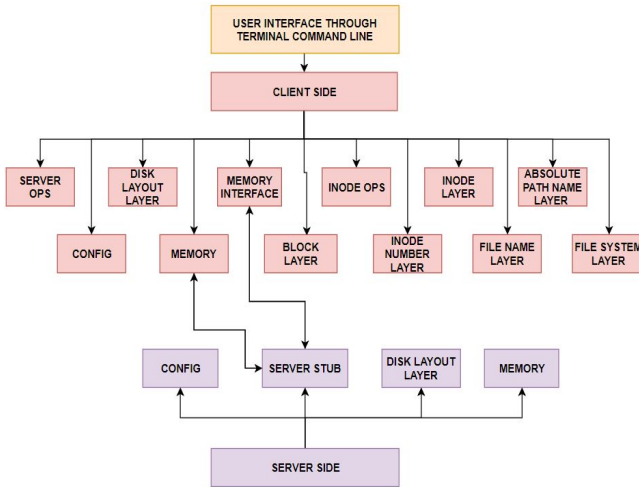 USER INTERFACE THROUGH
TERMINAL COMMAND LINE
CLIENT SIDE
SERVER
OPS
DISK
LAYOUT
LAYER
MEMORY
INTERFACE
INODE OPS
INODE
LAYER
ABSOLUTE
PATH NAME
LAYER
CONFIG
MEMORY
BLOCK
LAYER
INODE
NUMBER
LAYER
FILE NAME
LAYER
FILE SYSTEM
LAYER
CONFIG
SERVER STUB
DISK LAYOUT
LAYER
MEMORY
SERVER SIDE